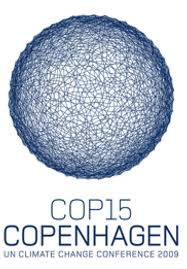 COP15
COPENHAGEN
UN CLIMATE CHANGE CONFERENCE 2009